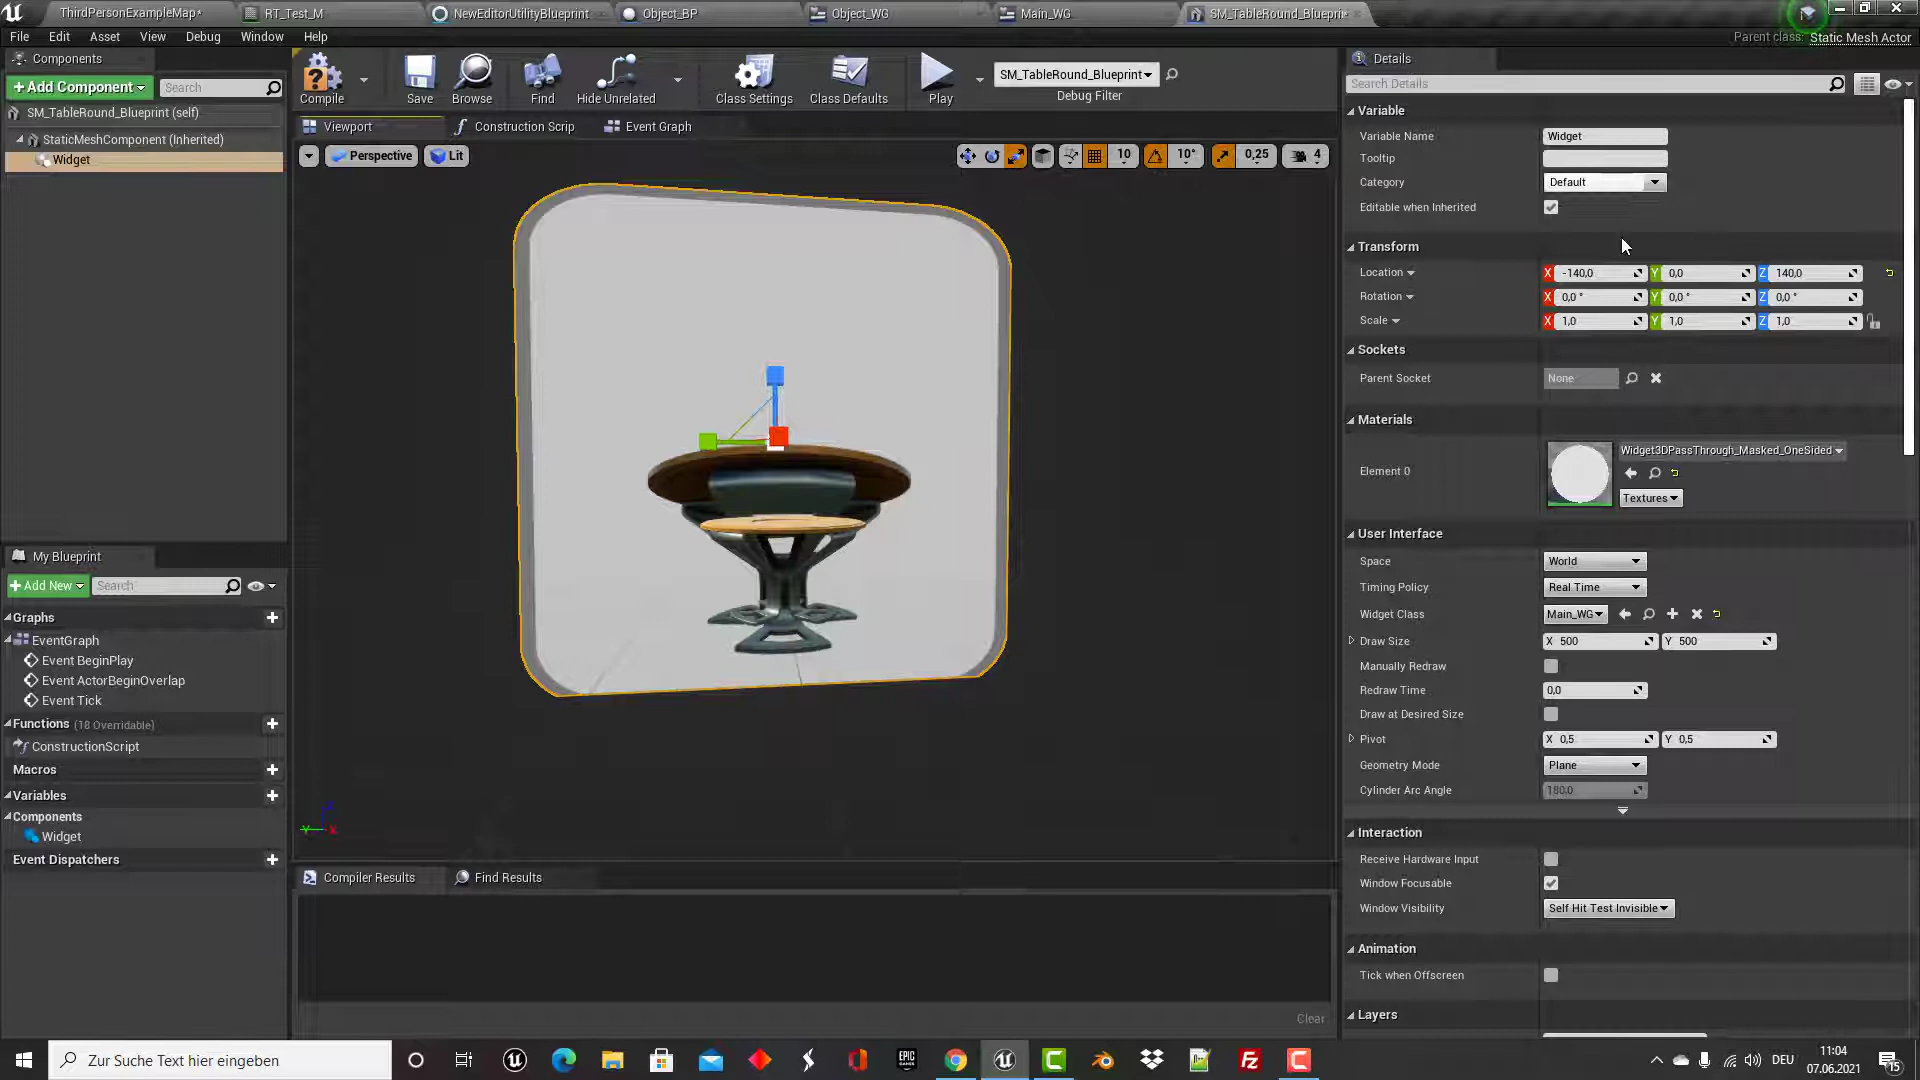 ThirdPersonExampleMap*
RT_Test_M
NewEditorUtilityBlueprint
Object_BP
Object_WG
Main_WG
SM_TableRound_Blueprint*
File Edit Asset View Debug Window Help
Parent class: Static Mesh Actor
Components
+Add Component
Search
SM_TableRound_Blueprint (self)
StaticMeshComponent (Inherited)
Widget
Compile
Save
Browse
Find
Hide Unrelated
Class Settings
Class Defaults
Play
SM_TableRound_Blueprint
Debug Filter
Viewport
Construction Scrip
Event Graph
Perspective
Lit
10
10°
0,25
4
My Blueprint
+Add New
Search
Graphs
EventGraph
Event BeginPlay
Event ActorBeginOverlap
Event Tick
Functions (18 Overridable)
ConstructionScript
Macros
Variables
Components
Widget
Event Dispatchers
Y
X
Compiler Results
Find Results
Clear
Details
Search Details
Variable
Variable Name Widget
Tooltip
Category Default
Editable when Inherited
Transform
Location X -140,0 Y 0,0 Z 140,0
Rotation X 0,0 ° Y 0,0 ° Z 0,0 °
Scale X 1,0 Y 1,0 Z 1,0
Sockets
Parent Socket None
Materials
Element 0
Widget3DPassThrough_Masked_OneSided
Textures
User Interface
Space World
Timing Policy Real Time
Widget Class Main_WG
Draw Size X 500 Y 500
Manually Redraw
Redraw Time 0,0
Draw at Desired Size
Pivot X 0,5 Y 0,5
Geometry Mode Plane
Cylinder Arc Angle 180,0
Interaction
Receive Hardware Input
Window Focusable
Window Visibility Self Hit Test Invisible
Animation
Tick when Offscreen
Layers
Zur Suche Text hier eingeben
EPIC
DEU
11:04
07.06.2021
15